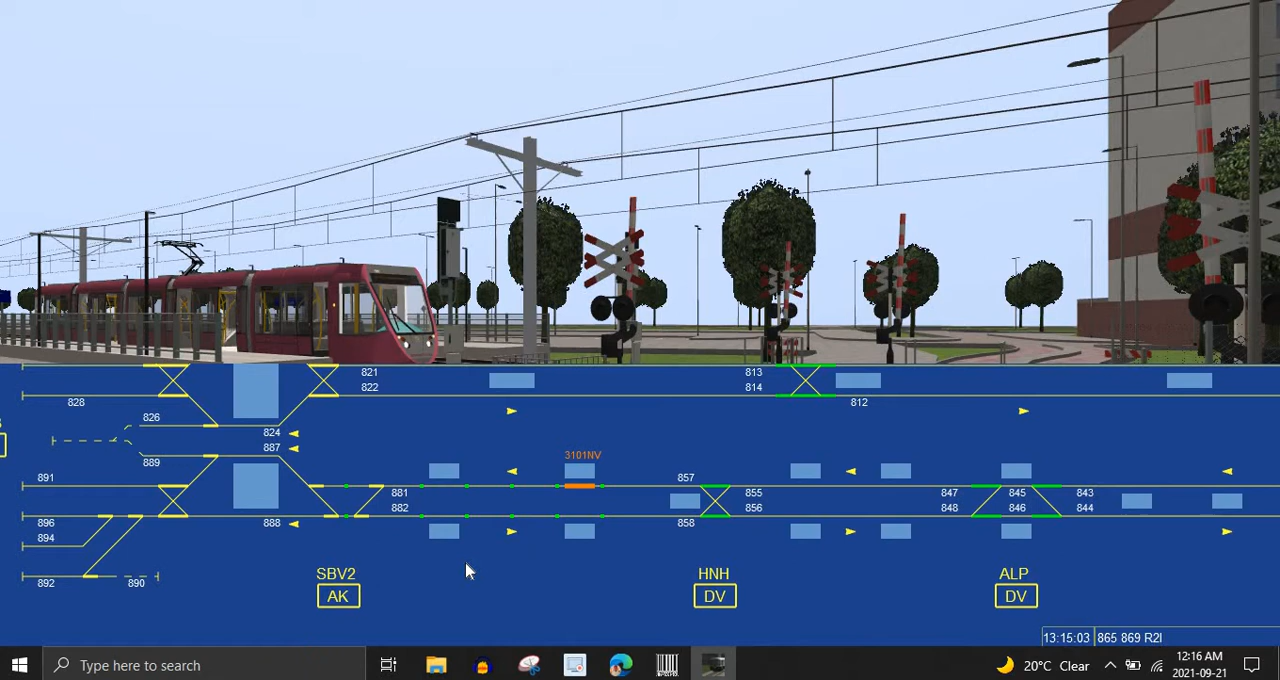 821
813
822
814
828
812
826
824
887
889
3101NV
891
857
881
855
847
845
843
882
856
848
846
844
896
888
858
894
892
890
SBV2
HNH
ALP
AK
DV
DV
13:15:03 865 869 R2I
Type here to search
20°C Clear
12:16 AM
2021-09-21